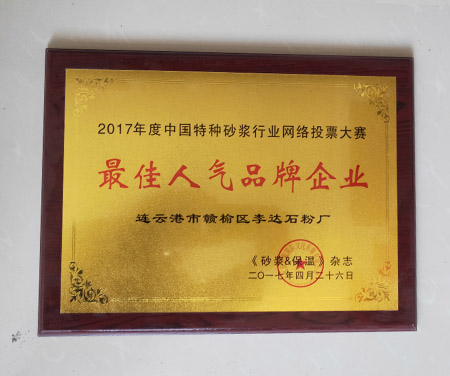 2017年度中国特种砂浆行业网络投票大赛
最佳人气品牌企业
连云港市赣榆区李达石粉厂
《砂浆&保温》杂志
二〇一七年四月二十六日